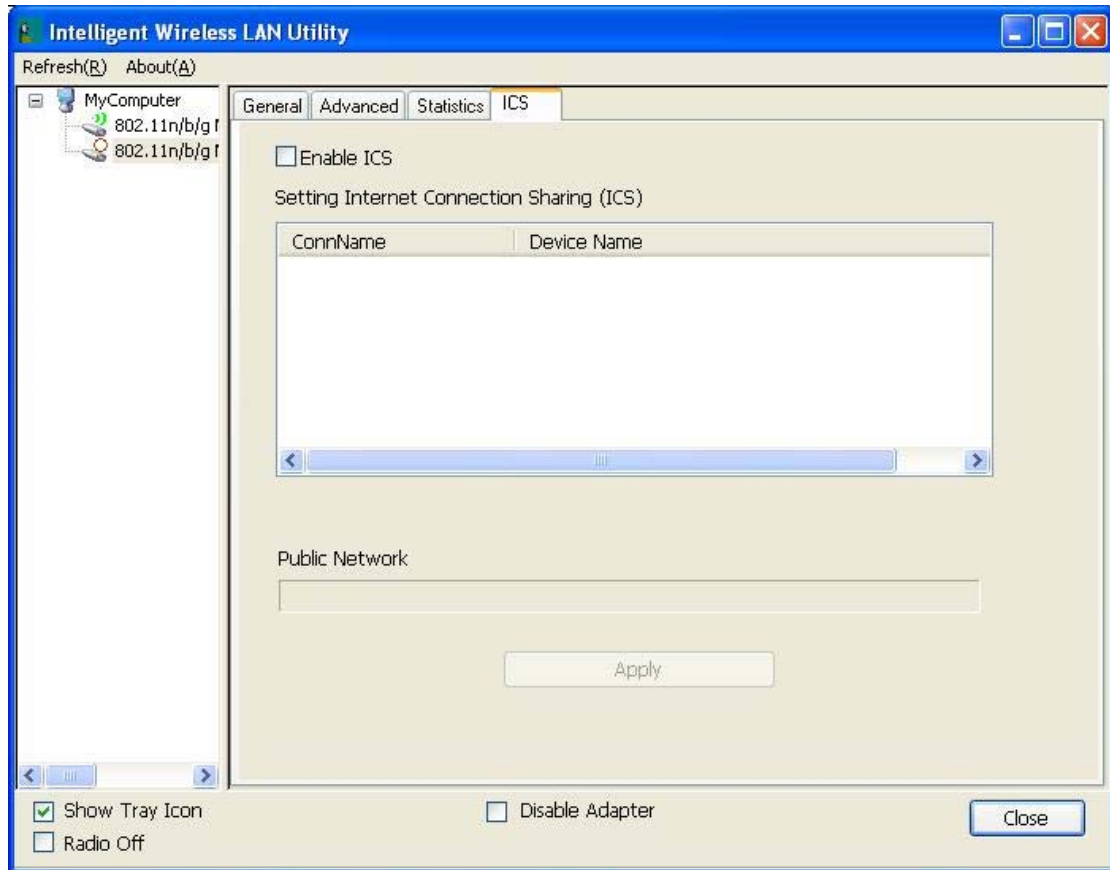 Intelligent Wireless LAN Utility
Refresh(R) About(A)
MyComputer
802.11n/b/g
802.11n/b/g
General Advanced Statistics ICS
Enable ICS
Setting Internet Connection Sharing (ICS)
ConnName Device Name
Public Network
Apply
Show Tray Icon
Radio Off
Disable Adapter
Close